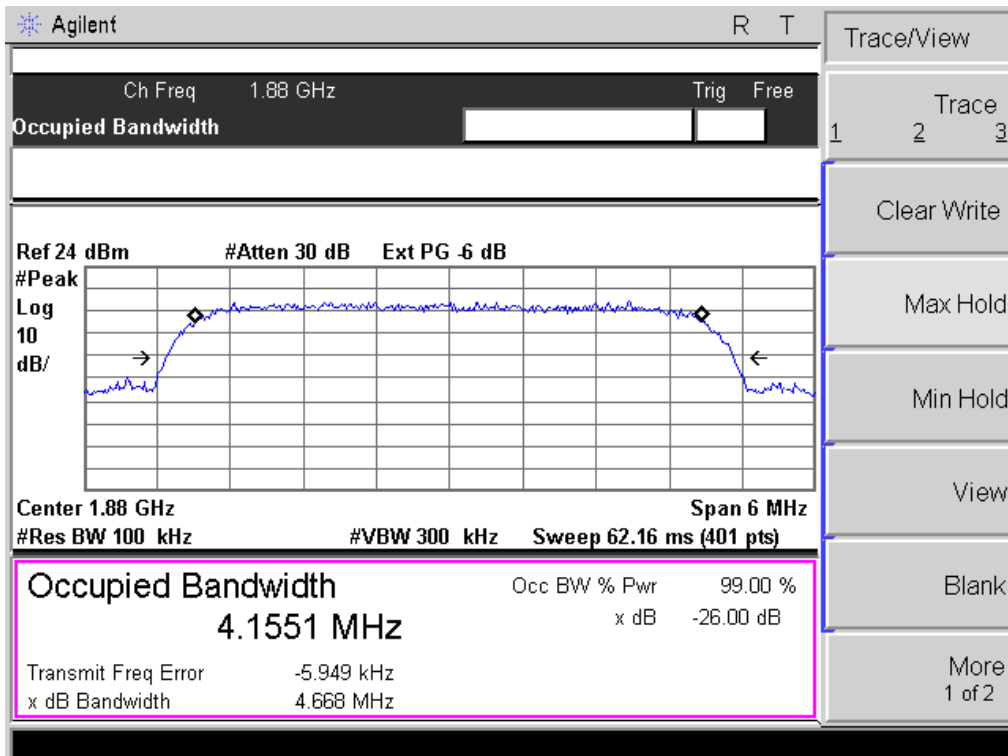 Agilent R T
Ch Freq 1.88 GHz Trig Free
Occupied Bandwidth
Ref 24 dBm #Atten 30 dB Ext PG -6 dB
#Peak
Log
10
dB/
Center 1.88 GHz Span 6 MHz
#Res BW 100 kHz #VBW 300 kHz Sweep 62.16 ms (401 pts)
Occupied Bandwidth Occ BW % Pwr 99.00 %
4.1551 MHz x dB -26.00 dB
Transmit Freq Error -5.949 kHz
x dB Bandwidth 4.668 MHz
Trace/View
Trace
1 2 3
Clear Write
Max Hold
Min Hold
View
Blank
More
1 of 2